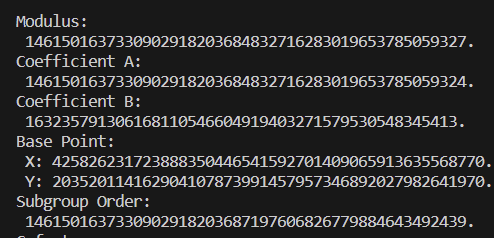 Modulus:
1461501637330902918203684832716283019653785059327.
Coefficient A:
1461501637330902918203684832716283019653785059324.
Coefficient B:
163235791306168110546604919403271579530548345413.
Base Point:
X: 425826231723888350446541592701409065913635568770.
Y: 203520114162904107873991457957346892027982641970.
Subgroup Order:
1461501637330902918203687197606826779884643492439.